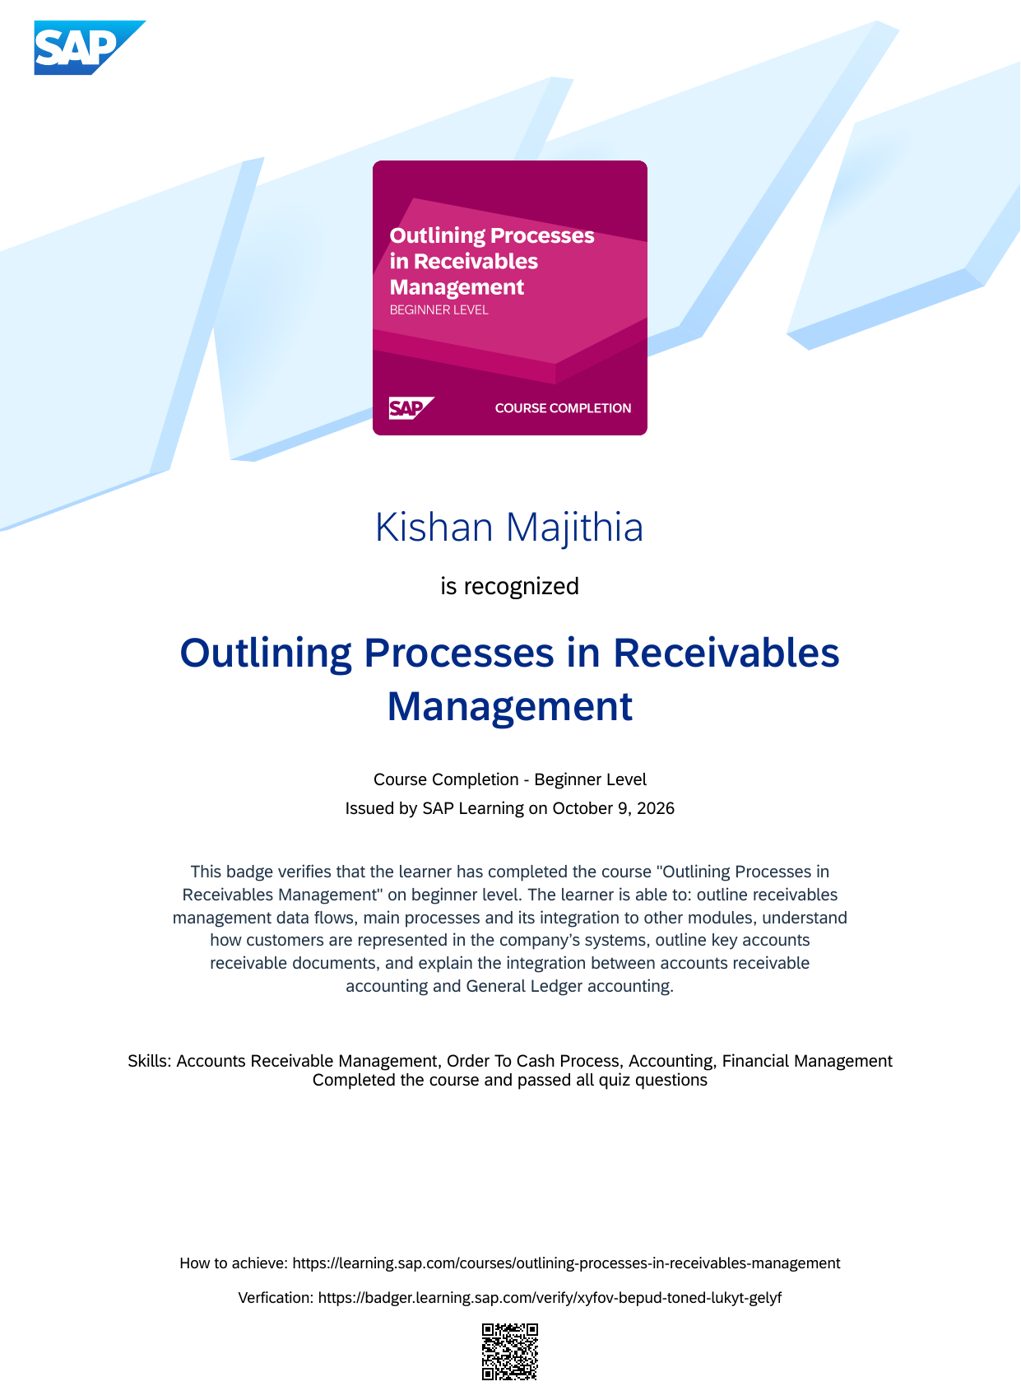 SAP
Outlining Processes
in Receivables
Management
BEGINNER LEVEL
SAP
COURSE COMPLETION
Kishan Majithia
is recognized
Outlining Processes in Receivables
Management
Course Completion - Beginner Level
Issued by SAP Learning on October 9, 2026
This badge verifies that the learner has completed the course "Outlining Processes in
Receivables Management" on beginner level. The learner is able to: outline receivables
management data flows, main processes and its integration to other modules, understand
how customers are represented in the company’s systems, outline key accounts
receivable documents, and explain the integration between accounts receivable
accounting and General Ledger accounting.
Skills: Accounts Receivable Management, Order To Cash Process, Accounting, Financial Management
Completed the course and passed all quiz questions
How to achieve: https://learning.sap.com/courses/outlining-processes-in-receivables-management
Verfication: https://badger.learning.sap.com/verify/xyfov-bepud-toned-lukyt-gelyf